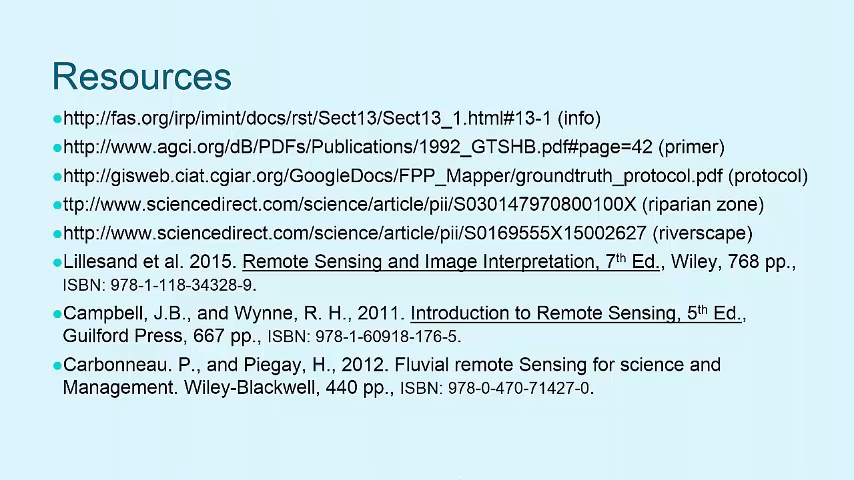 Resources
●http://fas.org/irp/imint/docs/rst/Sect13/Sect13_1.html#13-1 (info)
●http://www.agci.org/dB/PDFs/Publications/1992_GTSHB.pdf#page=42 (primer)
●http://gisweb.ciat.cgiar.org/GoogleDocs/FPP_Mapper/groundtruth_protocol.pdf (protocol)
●ttp://www.sciencedirect.com/science/article/pii/S030147970800100X (riparian zone)
●http://www.sciencedirect.com/science/article/pii/S0169555X15002627 (riverscape)
●Lillesand et al. 2015. Remote Sensing and Image Interpretation, 7th Ed., Wiley, 768 pp.,
ISBN: 978-1-118-34328-9.
●Campbell, J.B., and Wynne, R. H., 2011. Introduction to Remote Sensing, 5th Ed.,
Guilford Press, 667 pp., ISBN: 978-1-60918-176-5.
●Carbonneau. P., and Piegay, H., 2012. Fluvial remote Sensing for science and
Management. Wiley-Blackwell, 440 pp., ISBN: 978-0-470-71427-0.